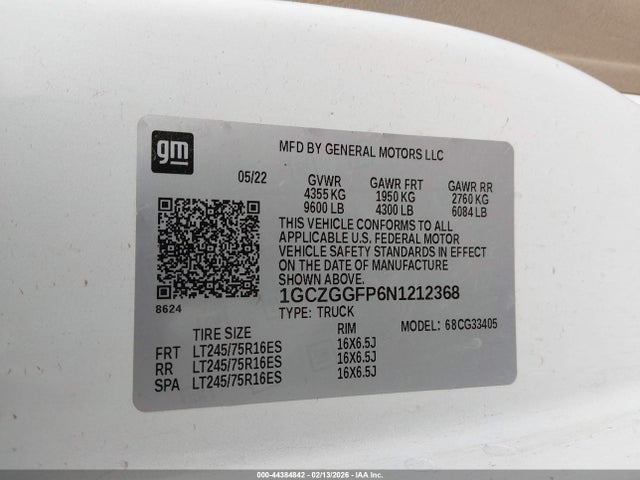 gm
MFD BY GENERAL MOTORS LLC
05/22 GVWR GAWR FRT GAWR RR
4355 KG 1950 KG 2760 KG
9600 LB 4300 LB 6084 LB
THIS VEHICLE CONFORMS TO ALL
APPLICABLE U.S. FEDERAL MOTOR
VEHICLE SAFETY STANDARDS IN EFFECT
ON THE DATE OF MANUFACTURE
SHOWN ABOVE.
8624 1GCZGGFP6N1212368
TYPE: TRUCK MODEL: 68CG33405
TIRE SIZE RIM
FRT LT245/75R16ES 16X6.5J
RR LT245/75R16ES 16X6.5J
SPA LT245/75R16ES 16X6.5J
000-44384842 - 02/13/2026 - IAA, Inc.